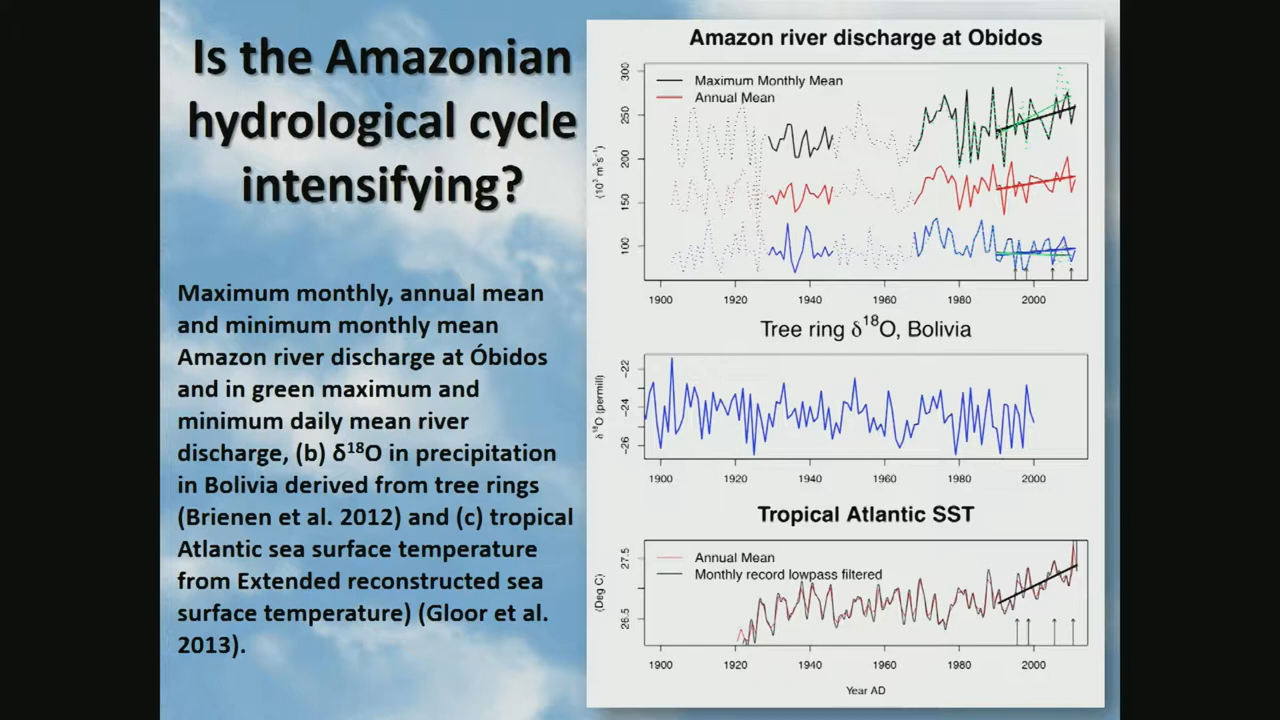 Is the Amazonian
hydrological cycle
intensifying?
Maximum monthly, annual mean
and minimum monthly mean
Amazon river discharge at Óbidos
and in green maximum and
minimum daily mean river
discharge, (b) δ¹⁸O in precipitation
in Bolivia derived from tree rings
(Brienen et al. 2012) and (c) tropical
Atlantic sea surface temperature
from Extended reconstructed sea
surface temperature) (Gloor et al.
2013).
Amazon river discharge at Obidos
Maximum Monthly Mean
Annual Mean
(10³ m³s⁻¹)
300
250
200
150
100
1900 1920 1940 1960 1980 2000
Tree ring δ¹⁸O, Bolivia
δ¹⁸O (permill)
-22
-24
-26
1900 1920 1940 1960 1980 2000
Tropical Atlantic SST
Annual Mean
Monthly record lowpass filtered
(Deg C)
27.5
26.5
1900 1920 1940 1960 1980 2000
Year AD